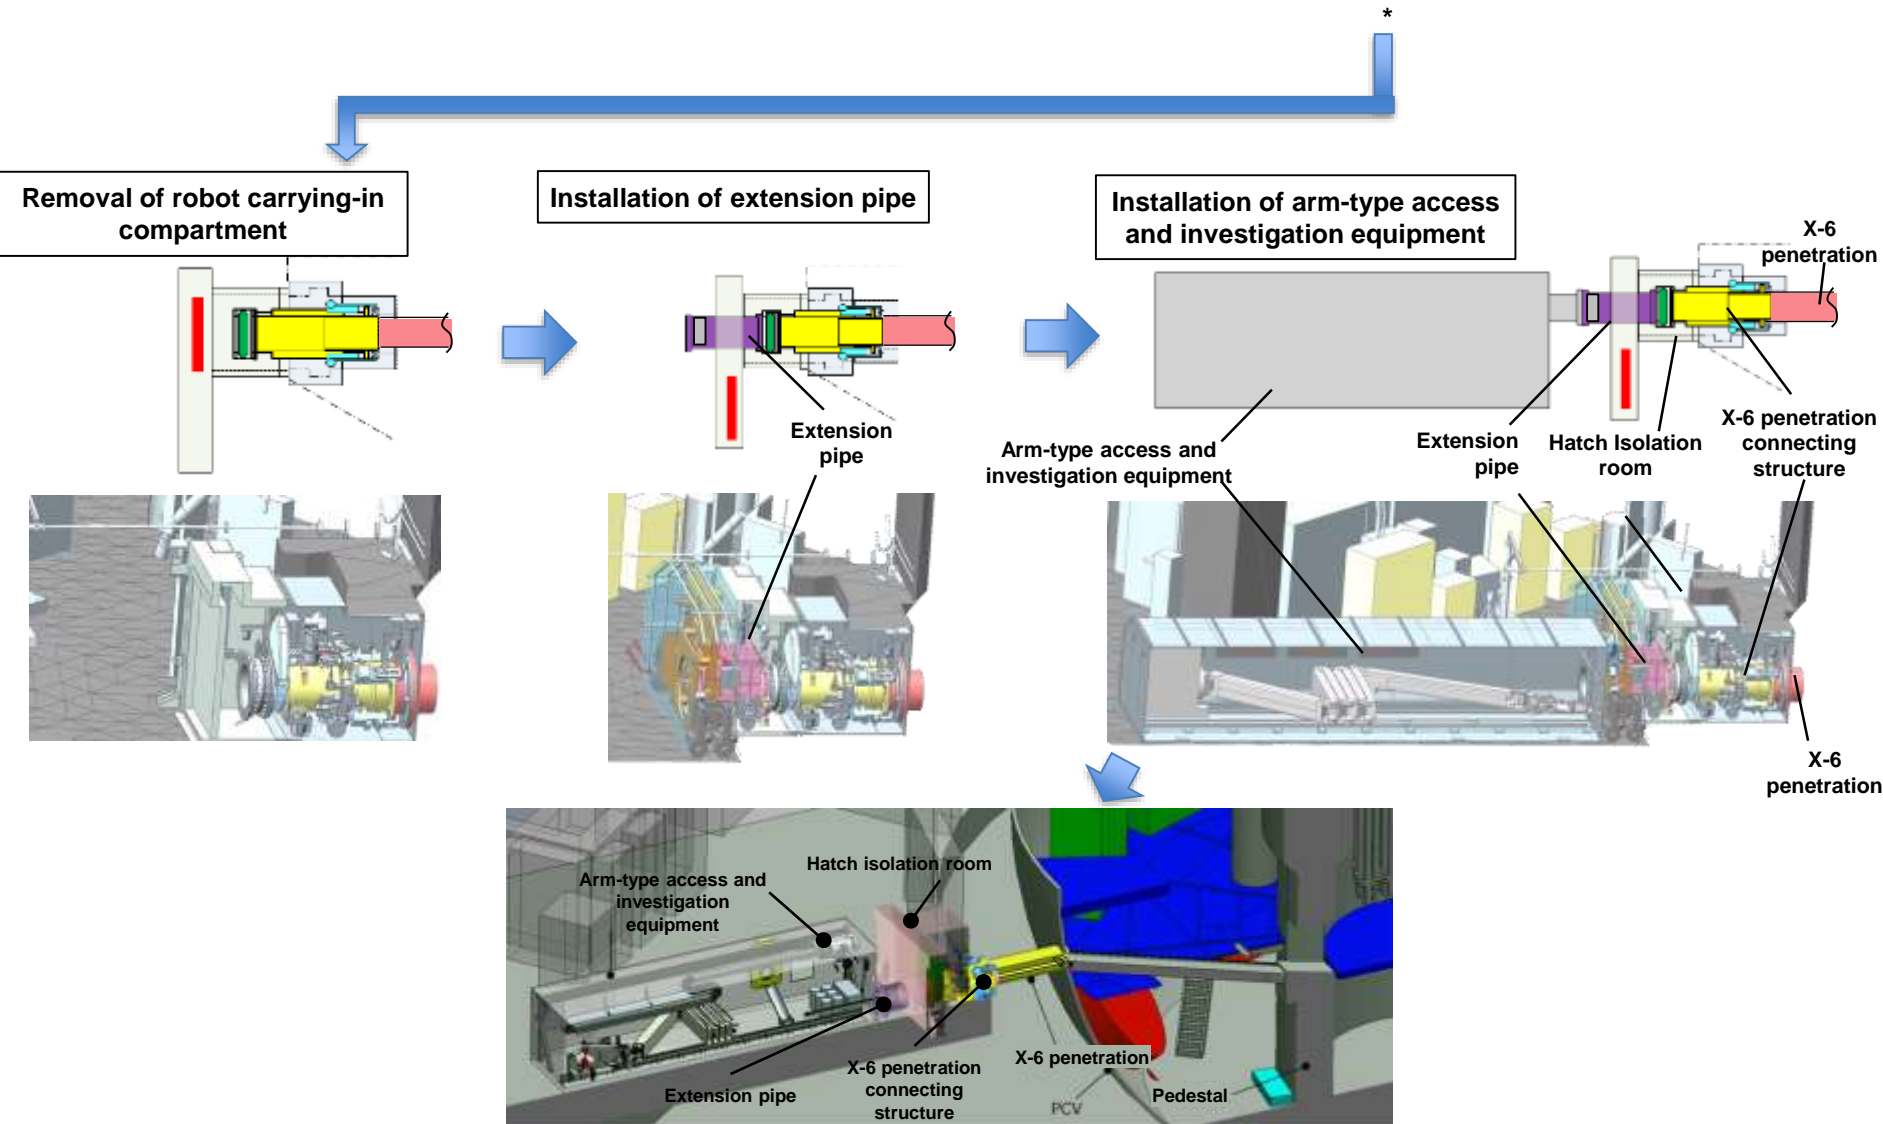 *
Removal of robot carrying-in
compartment
Installation of extension pipe
Installation of arm-type access
and investigation equipment
X-6
penetration
Extension
pipe
Arm-type access and
investigation equipment
Extension
pipe
Hatch Isolation
room
X-6 penetration
connecting
structure
X-6
penetration
Hatch isolation room
Arm-type access and
investigation
equipment
Extension pipe
X-6 penetration
connecting
structure
X-6 penetration
PCV
Pedestal